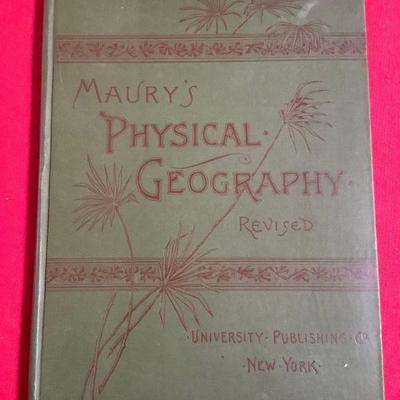 MAURY'S
PHYSICAL·
GEOGRAPHY·
REVISED
·UNIVERSITY·PUBLISHING·CO.
·NEW·YORK·